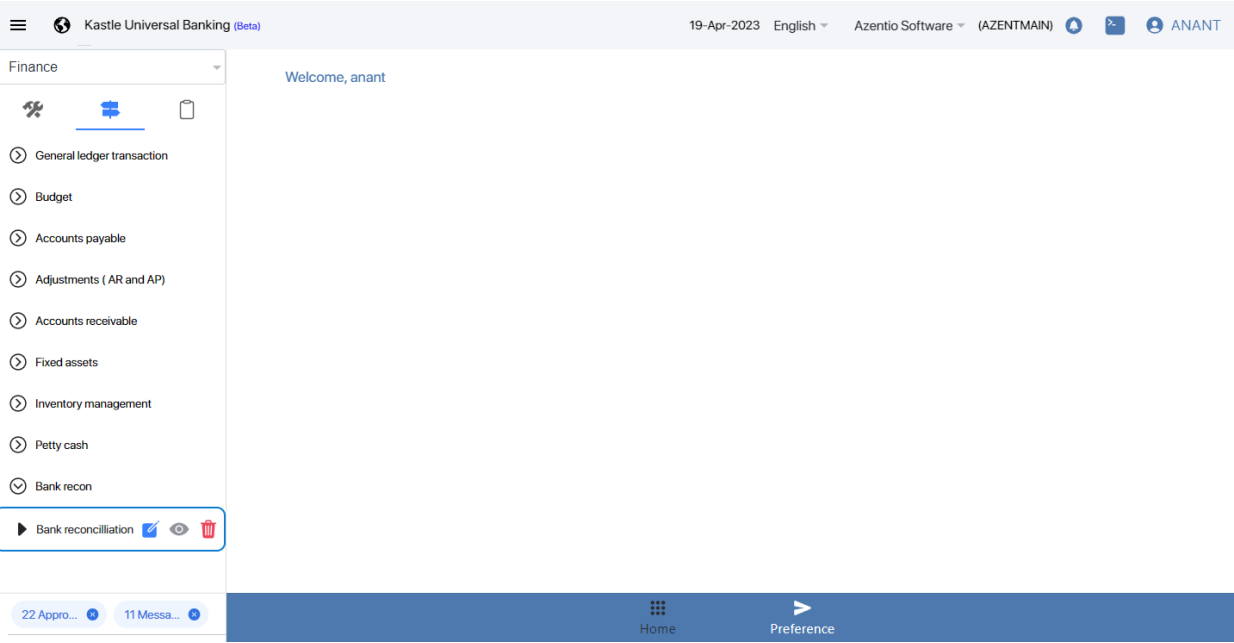 Kastle Universal Banking (Beta) 19-Apr-2023 English Azentio Software (AZENTMAIN) ANANT
Finance
Welcome, anant
General ledger transaction
Budget
Accounts payable
Adjustments ( AR and AP)
Accounts receivable
Fixed assets
Inventory management
Petty cash
Bank recon
Bank reconcilliation
22 Appro... 11 Messa...
Home Preference